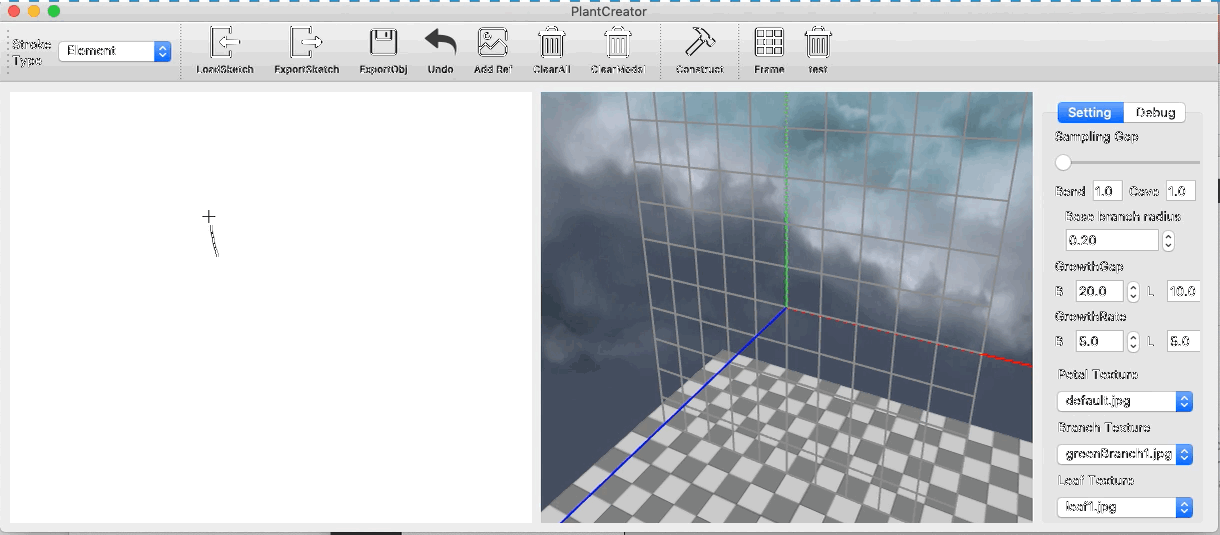 PlantCreator
Stroke
Type
Element
LoadSketch ExportSketch ExportObj Undo Add Ref ClearAll ClearModel Construct Frame test
Setting Debug
Sampling Gap
Bend 1.0 Cave 1.0
Base branch radius
0.20
GrowthGap
B 20.0 L 10.0
GrowthRate
B 5.0 L 5.0
Petal Texture
default.jpg
Branch Texture
greenBranch1.jpg
Leaf Texture
leaf1.jpg